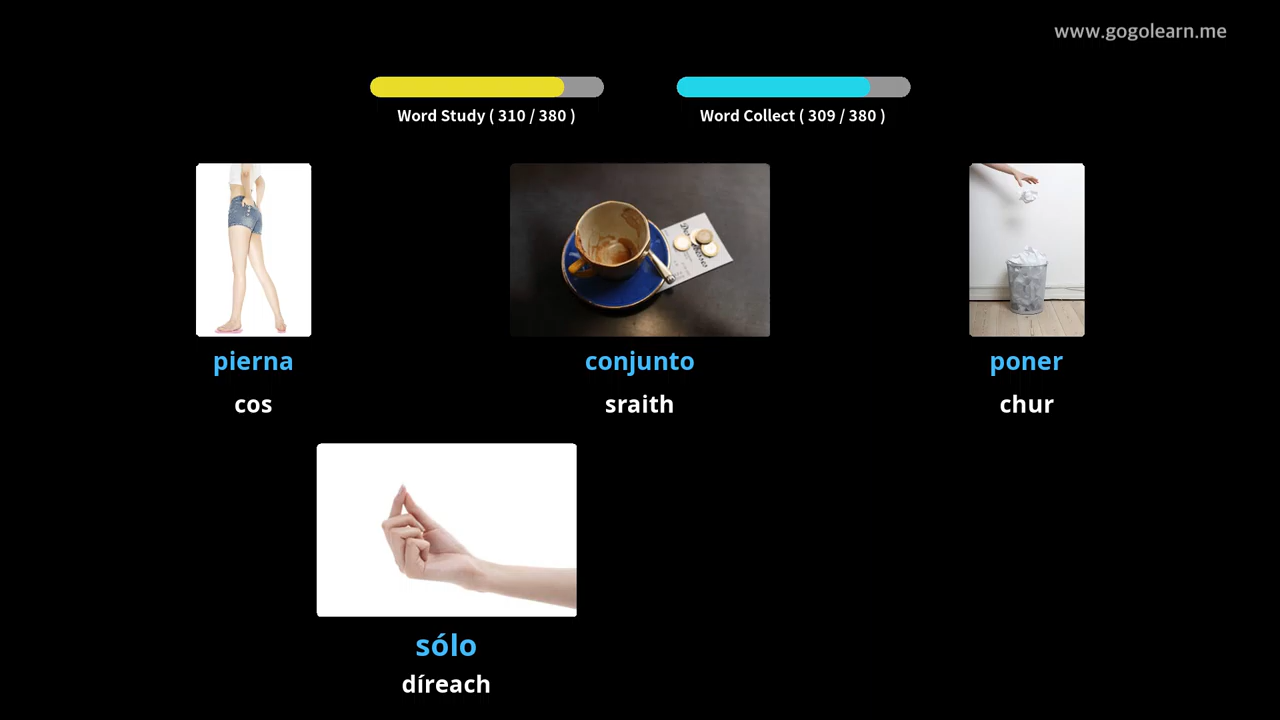 www.gogolearn.me
Word Study ( 310 / 380 )
Word Collect ( 309 / 380 )
pierna
cos
conjunto
sraith
poner
chur
sólo
díreach